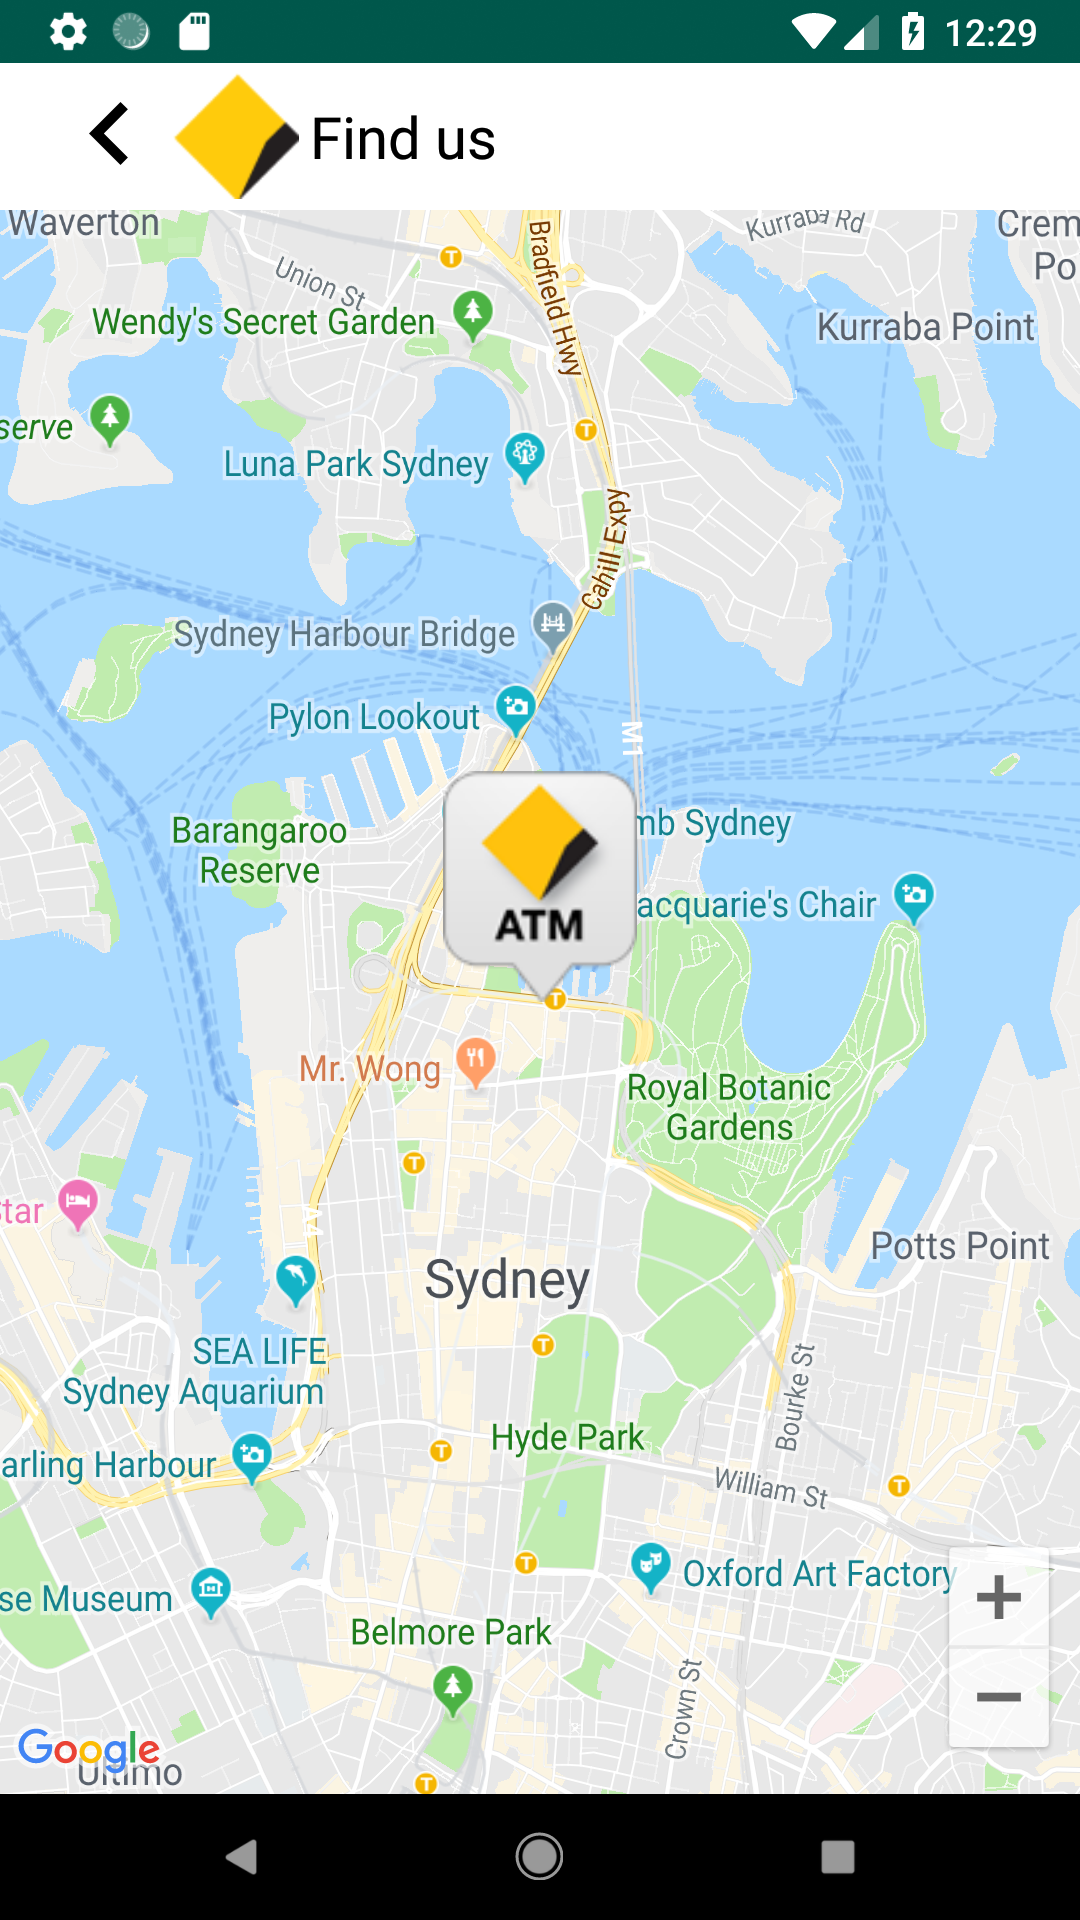 12:29
Find us
Waverton
Kurraba Rd
Crem
Po
Union St
Bradfield Hwy
Wendy's Secret Garden
Kurraba Point
serve
Luna Park Sydney
Cahill Expy
Sydney Harbour Bridge
Pylon Lookout
M1
mb Sydney
Barangaroo
Reserve
acquarie's Chair
ATM
T
Mr. Wong
Royal Botanic
Gardens
Star
A4
Potts Point
Sydney
SEA LIFE
Sydney Aquarium
Bourke St
Hyde Park
arling Harbour
William St
Oxford Art Factory
se Museum
Belmore Park
Crown St
Google
Ultimo